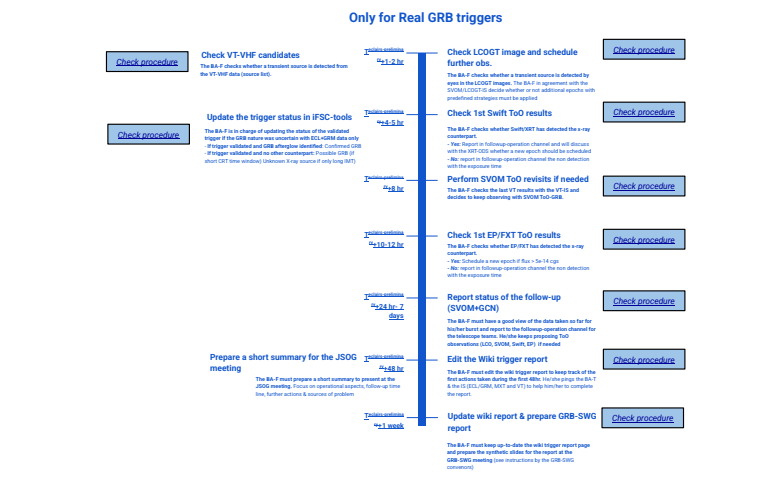 Only for Real GRB triggers
Check procedure
Check VT-VHF candidates
The BA-F checks whether a transient source is detected from
the VT-VHF data (source list).
+1-2 hr
Check LCOGT image and schedule
further obs.
The BA-F checks whether a transient source is detected by
eyes in the LCOGT images. The BA-F in agreement with the
SVOM/LCOGT-IS decide whether or not additional epochs with
predefined strategies must be applied
Check procedure
Check procedure
Update the trigger status in iFSC-tools
The BA-F is in charge of updating the status of the validated
trigger if the GRB nature was uncertain with ECL+GRM data only
- If trigger validated and GRB afterglow identified: Confirmed GRB
- If trigger validated and no other counterpart: Possible GRB (if
short CRT time window) Unknown X-ray source if only long IMT)
+4-5 hr
Check 1st Swift ToO results
The BA-F checks whether Swift/XRT has detected the x-ray
counterpart.
- Yes: Report in followup-operation channel and will discuss
with the XRT-ODS whether a new epoch should be scheduled
- No: report in followup-operation channel the non detection
with the exposure time
Check procedure
+8 hr
Perform SVOM ToO revisits if needed
The BA-F checks the last VT results with the VT-IS and
decides to keep observing with SVOM ToO-GRB.
Check procedure
+10-12 hr
Check 1st EP/FXT ToO results
The BA-F checks whether EP/FXT has detected the x-ray
counterpart.
- Yes: Schedule a new epoch if flux > 5e-14 cgs
- No: report in followup-operation channel the non detection
with the exposure time
Check procedure
+24 hr- 7
days
Report status of the follow-up
(SVOM+GCN)
The BA-F must have a good view of the data taken so far for
his/her burst and report to the followup-operation channel for
the telescope teams. He/she keeps proposing ToO
observations (LCO, SVOM, Swift, EP) if needed
Check procedure
Prepare a short summary for the JSOG
meeting
The BA-F must prepare a short summary to present at the
JSOG meeting. Focus on operational aspects, follow-up time
line, further actions & sources of problem
+48 hr
Edit the Wiki trigger report
The BA-F must edit the wiki trigger report to keep track of the
first actions taken during the first 48hr. He/she pings the BA-T
& the IS (ECL/GRM, MXT and VT) to help him/her to complete
the report.
Check procedure
+1 week
Update wiki report & prepare GRB-SWG
report
The BA-F must keep up-to-date the wiki trigger report page
and prepare the synthetic slides for the report at the
GRB-SWG meeting (see instructions by the GRB-SWG
convenors)
Check procedure